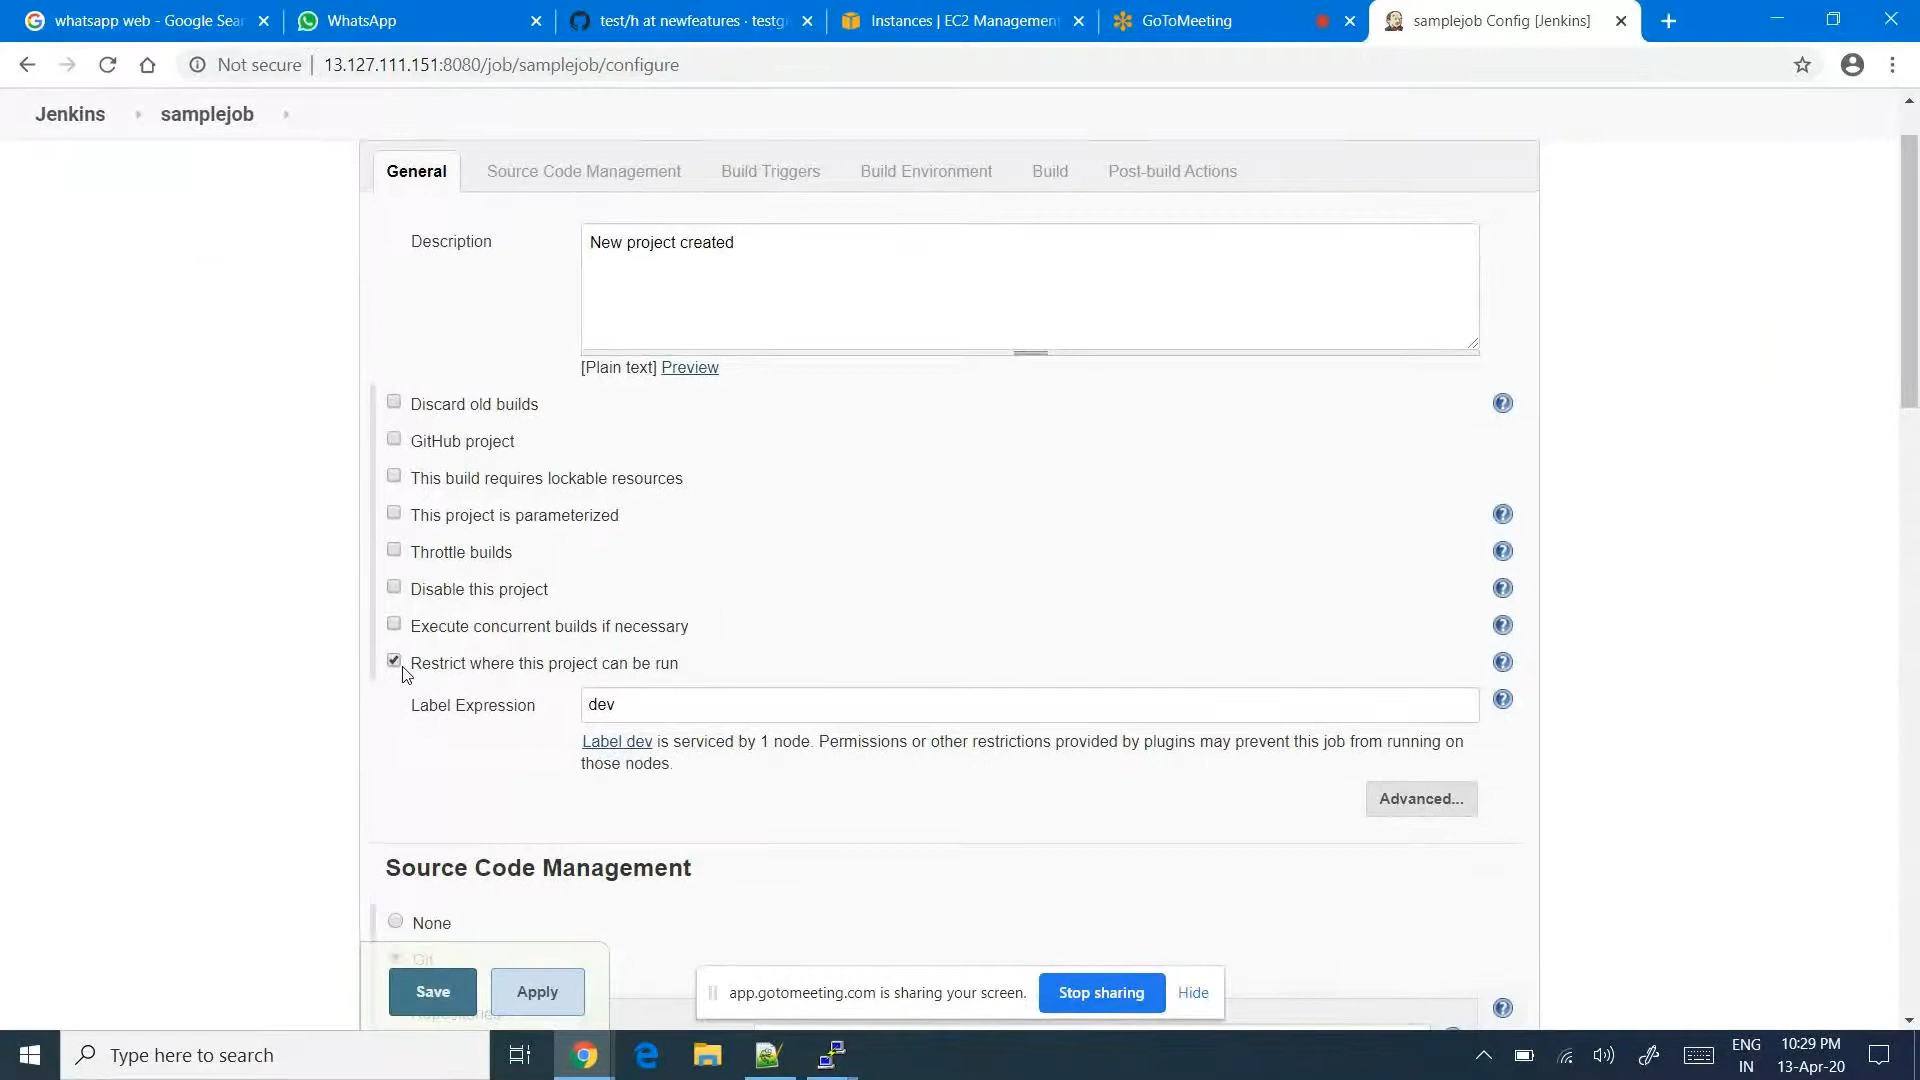 whatsapp web - Google Sear
WhatsApp
test/h at newfeatures · testgi
Instances | EC2 Management
GoToMeeting
samplejob Config [Jenkins]
Not secure | 13.127.111.151:8080/job/samplejob/configure
Jenkins samplejob
General Source Code Management Build Triggers Build Environment Build Post-build Actions
Description
New project created
[Plain text] Preview
Discard old builds
GitHub project
This build requires lockable resources
This project is parameterized
Throttle builds
Disable this project
Execute concurrent builds if necessary
Restrict where this project can be run
Label Expression
dev
Label dev is serviced by 1 node. Permissions or other restrictions provided by plugins may prevent this job from running on
those nodes.
Advanced...
Source Code Management
None
Git
Save Apply
Repositories
app.gotomeeting.com is sharing your screen. Stop sharing Hide
Type here to search
ENG
IN
10:29 PM
13-Apr-20